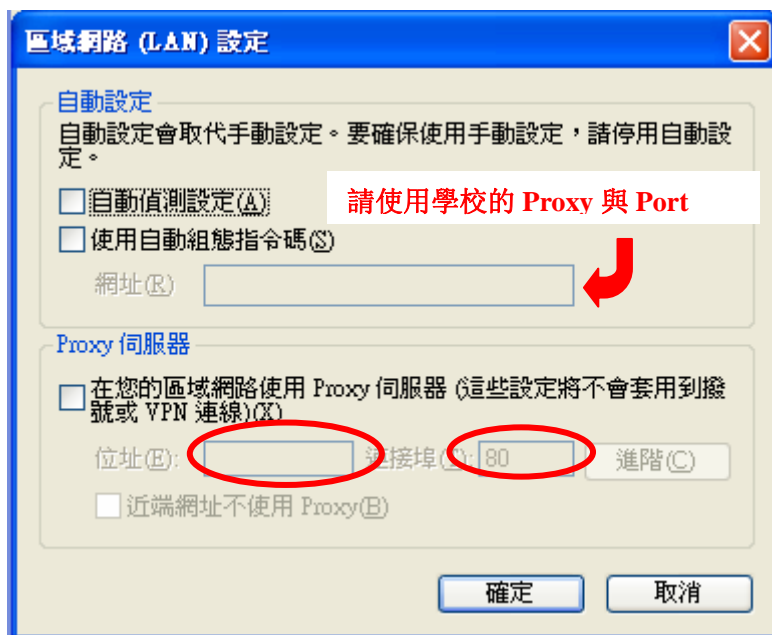 區域網路 (LAN) 設定
自動設定
自動設定會取代手動設定。要確保使用手動設定，請停用自動設
定。
自動偵測設定(A)
請使用學校的 Proxy 與 Port
使用自動組態指令碼(S)
網址(R)
Proxy 伺服器
在您的區域網路使用 Proxy 伺服器 (這些設定將不會套用到撥
號或 VPN 連線)(X)
位址(E): 連接埠(T): 80 進階(C)
近端網址不使用 Proxy(B)
確定 取消